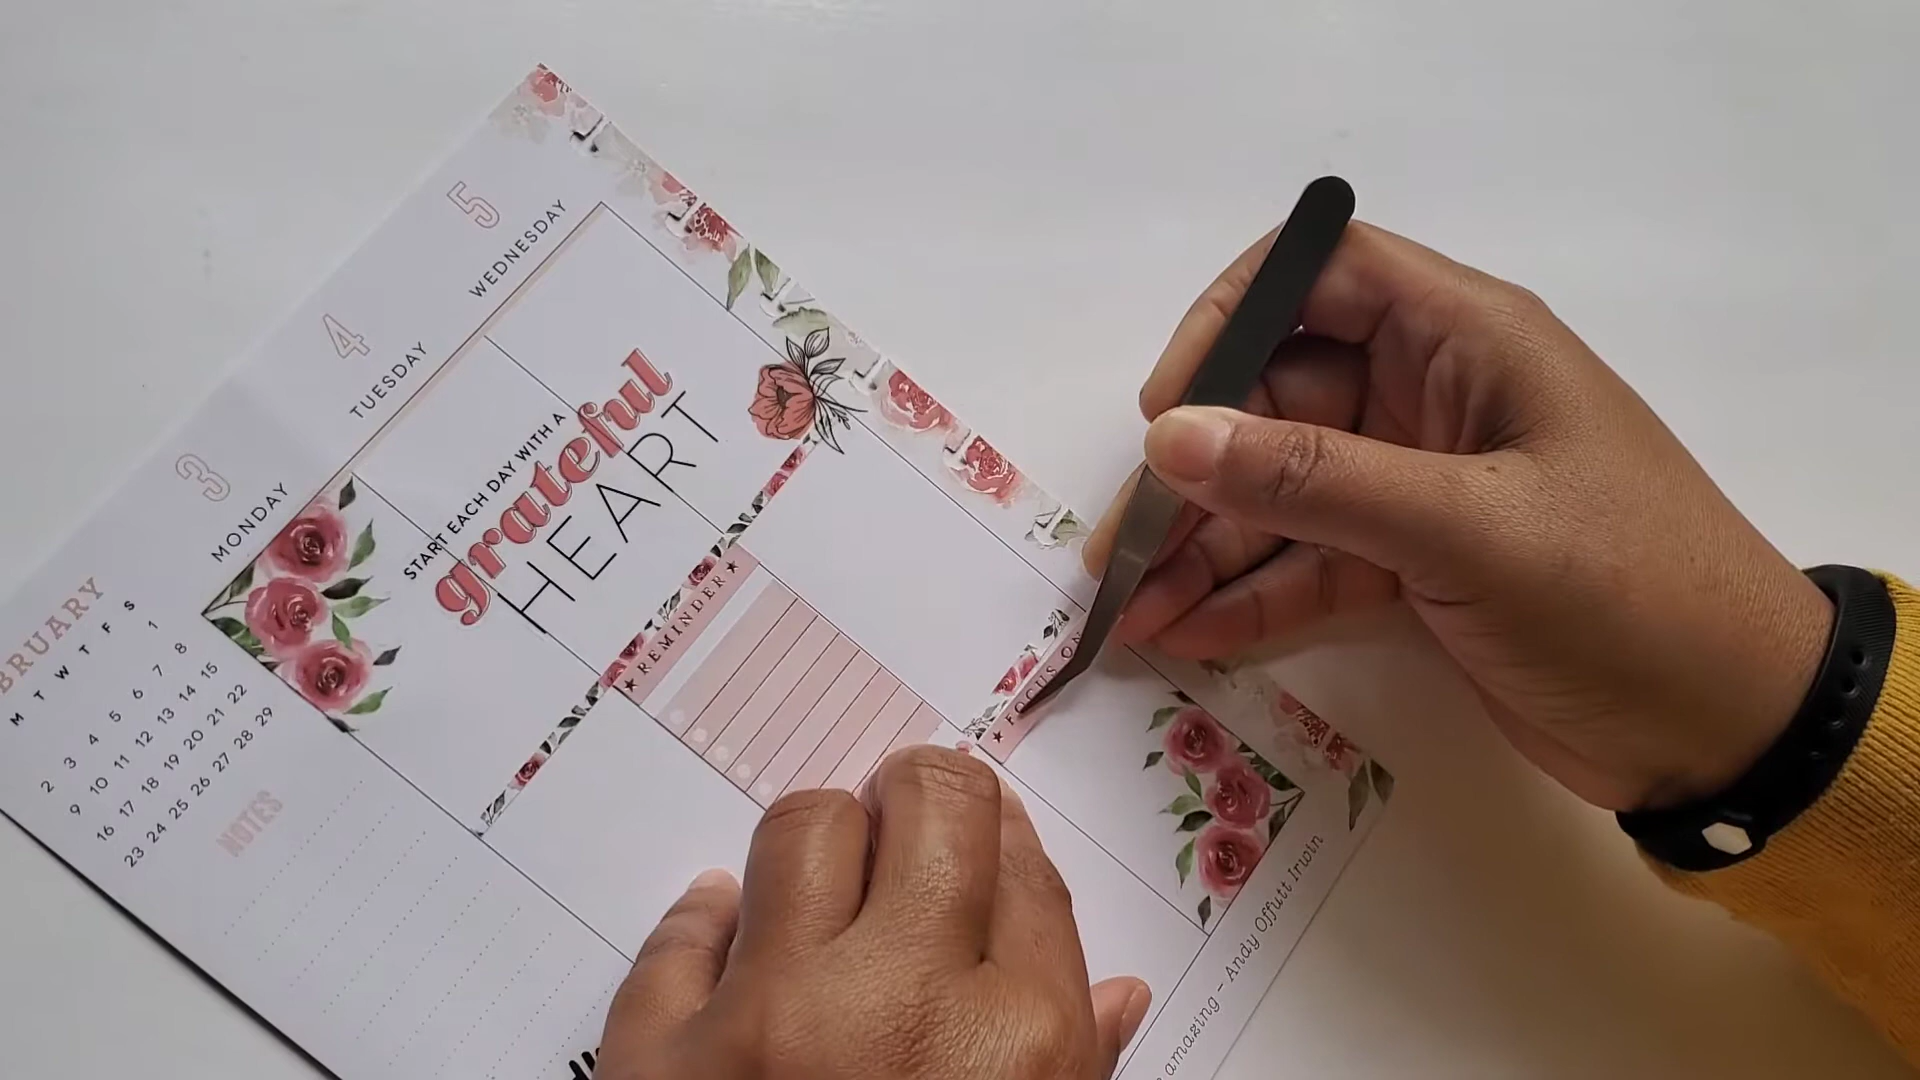 BRUARY
M T W T F S
1
2 3 4 5 6 7 8
9 10 11 12 13 14 15
16 17 18 19 20 21 22
23 24 25 26 27 28 29
NOTES
3
MONDAY
4
TUESDAY
5
WEDNESDAY
START EACH DAY WITH A
grateful
HEART
REMINDER
FOCUS ON
amazing - Andy Offutt Irwin